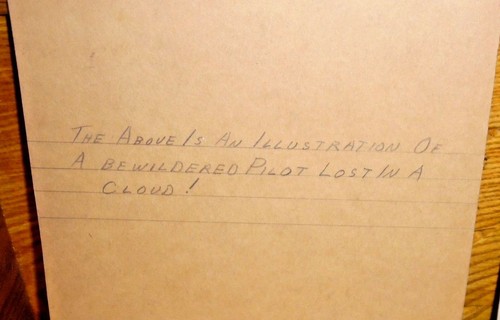 THE ABOVE IS AN ILLUSTRATION OF
A BEWILDERED PILOT LOST IN A
CLOUD!